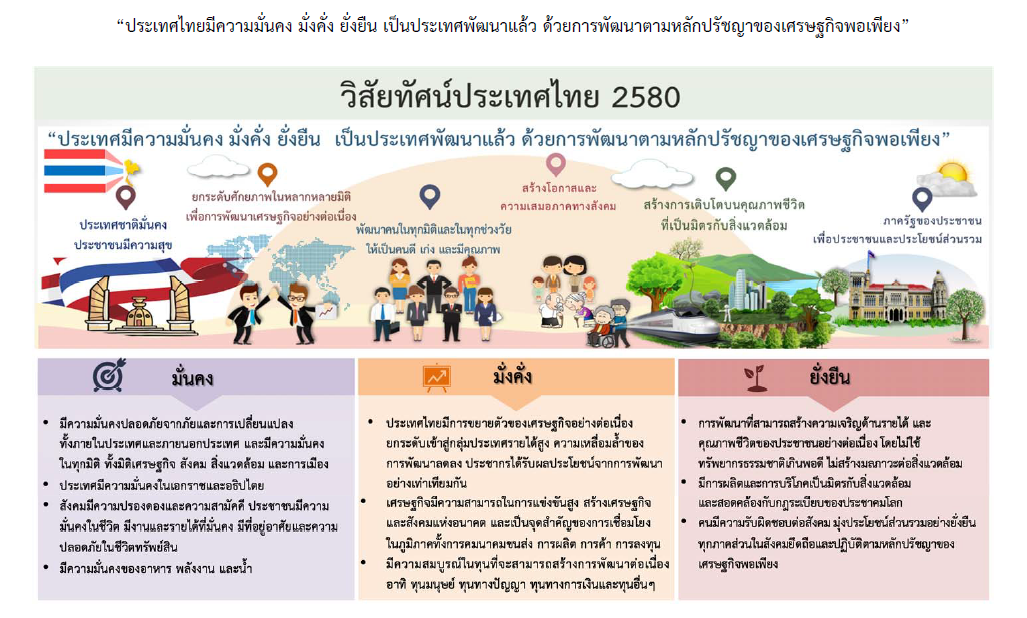 “ประเทศไทยมีความมั่นคง มั่งคั่ง ยั่งยืน เป็นประเทศพัฒนาแล้ว ด้วยการพัฒนาตามหลักปรัชญาของเศรษฐกิจพอเพียง”
วิสัยทัศน์ประเทศไทย 2580
“ประเทศมีความมั่นคง มั่งคั่ง ยั่งยืน เป็นประเทศพัฒนาแล้ว ด้วยการพัฒนาตามหลักปรัชญาของเศรษฐกิจพอเพียง”
ประเทศชาติมั่นคง
ประชาชนมีความสุข
ยกระดับศักยภาพในหลากหลายมิติ
เพื่อการพัฒนาเศรษฐกิจอย่างต่อเนื่อง
พัฒนาคนในทุกมิติและในทุกช่วงวัย
ให้เป็นคนดี เก่ง และมีคุณภาพ
สร้างโอกาสและ
ความเสมอภาคทางสังคม
สร้างการเติบโตบนคุณภาพชีวิต
ที่เป็นมิตรกับสิ่งแวดล้อม
ภาครัฐของประชาชน
เพื่อประชาชนและประโยชน์ส่วนรวม
มั่นคง
• มีความมั่นคงปลอดภัยจากภัยและการเปลี่ยนแปลง
ทั้งภายในประเทศและภายนอกประเทศ และมีความมั่นคง
ในทุกมิติ ทั้งมิติเศรษฐกิจ สังคม สิ่งแวดล้อม และการเมือง
• ประเทศมีความมั่นคงในเอกราชและอธิปไตย
• สังคมมีความปรองดองและความสามัคคี ประชาชนมีความ
มั่นคงในชีวิต มีงานและรายได้ที่มั่นคง มีที่อยู่อาศัยและความ
ปลอดภัยในชีวิตทรัพย์สิน
• มีความมั่นคงของอาหาร พลังงาน และน้ำ
มั่งคั่ง
• ประเทศไทยมีการขยายตัวของเศรษฐกิจอย่างต่อเนื่อง
ยกระดับเข้าสู่กลุ่มประเทศรายได้สูง ความเหลื่อมล้ำของ
การพัฒนาลดลง ประชากรได้รับผลประโยชน์จากการพัฒนา
อย่างเท่าเทียมกัน
• เศรษฐกิจมีความสามารถในการแข่งขันสูง สร้างเศรษฐกิจ
และสังคมแห่งอนาคต และเป็นจุดสำคัญของการเชื่อมโยง
ในภูมิภาคทั้งการคมนาคมขนส่ง การผลิต การค้า การลงทุน
• มีความสมบูรณ์ในทุนที่จะสามารถสร้างการพัฒนาต่อเนื่อง
อาทิ ทุนมนุษย์ ทุนทางปัญญา ทุนทางการเงินและทุนอื่นๆ
ยั่งยืน
• การพัฒนาที่สามารถสร้างความเจริญด้านรายได้ และ
คุณภาพชีวิตของประชาชนอย่างต่อเนื่อง โดยไม่ใช้
ทรัพยากรธรรมชาติเกินพอดี ไม่สร้างมลภาวะต่อสิ่งแวดล้อม
• มีการผลิตและการบริโภคเป็นมิตรกับสิ่งแวดล้อม
และสอดคล้องกับกฎระเบียบของประชาคมโลก
• คนมีความรับผิดชอบต่อสังคม มุ่งประโยชน์ส่วนรวมอย่างยั่งยืน
ทุกภาคส่วนในสังคมยึดถือและปฏิบัติตามหลักปรัชญาของ
เศรษฐกิจพอเพียง